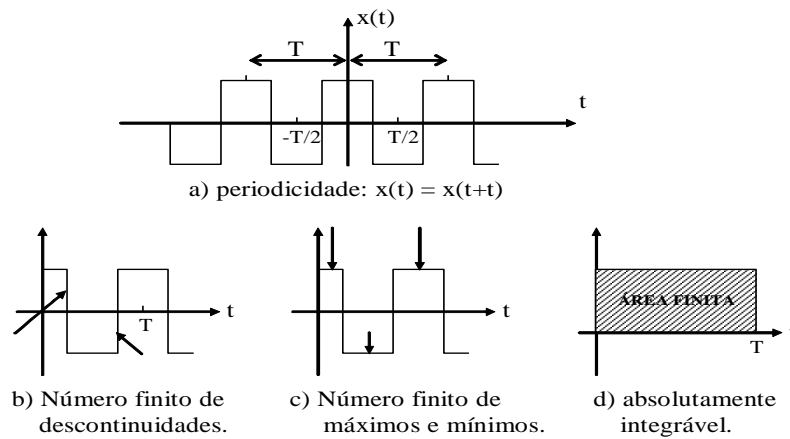 x(t)
T T
t
-T/2 T/2
a) periodicidade: x(t) = x(t+t)
T t
t
ÁREA FINITA
T
b) Número finito de
descontinuidades.
c) Número finito de
máximos e mínimos.
d) absolutamente
integrável.